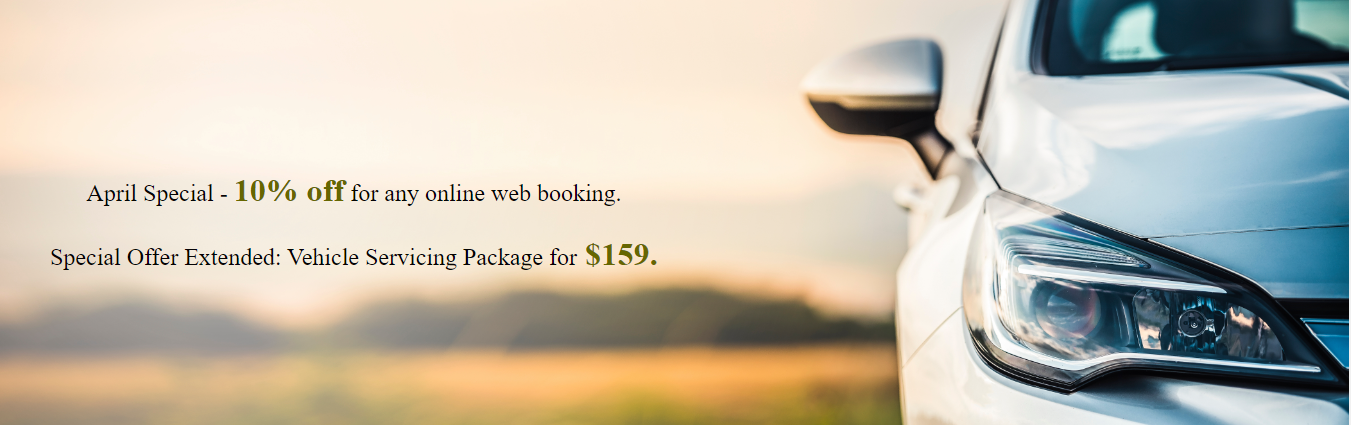 April Special - 10% off for any online web booking.
Special Offer Extended: Vehicle Servicing Package for $159.